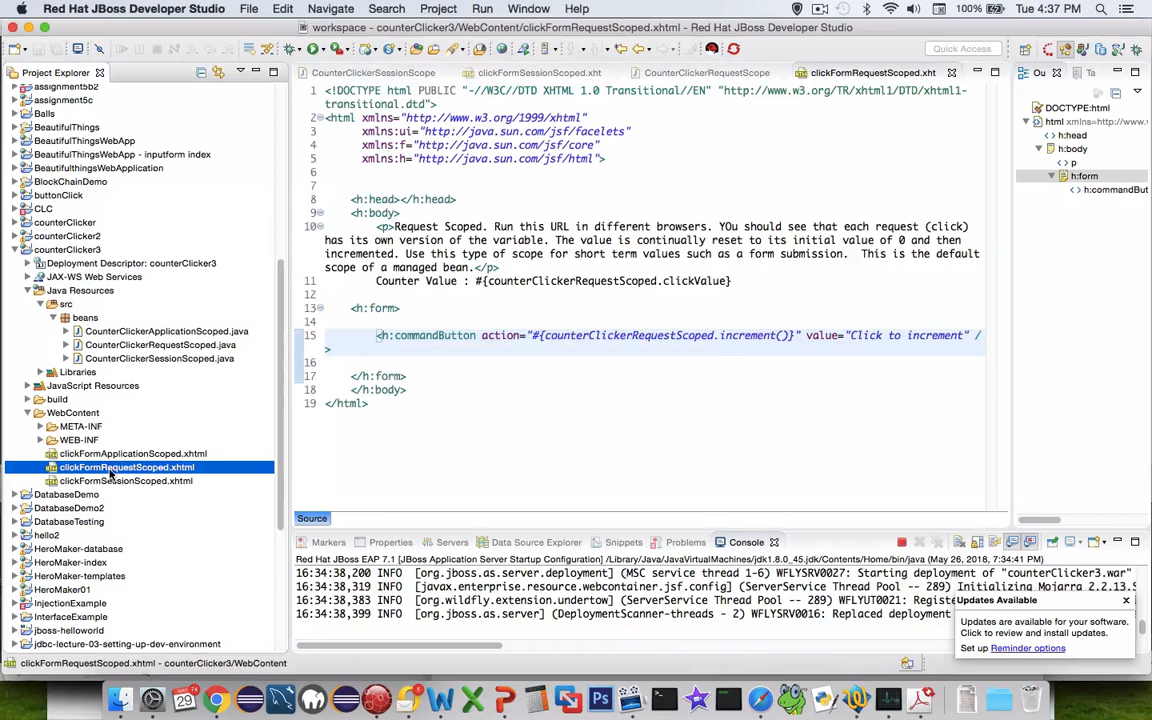 Red Hat JBoss Developer Studio File Edit Navigate Search Project Run Window Help 100% Tue 4:37 PM
workspace - counterClicker3/WebContent/clickFormRequestScoped.xhtml - Red Hat JBoss Developer Studio
Quick Access
Project Explorer
assignment5b2
assignment5c
Balls
BeautifulThings
BeautifulThingsWebApp
BeautifulThingsWebApp - inputform index
BeautifulthingsWebApplication
BlockChainDemo
buttonClick
CLC
counterClicker
counterClicker2
counterClicker3
Deployment Descriptor: counterClicker3
JAX-WS Web Services
Java Resources
src
beans
CounterClickerApplicationScoped.java
CounterClickerRequestScoped.java
CounterClickerSessionScoped.java
Libraries
JavaScript Resources
build
WebContent
META-INF
WEB-INF
clickFormApplicationScoped.xhtml
clickFormRequestScoped.xhtml
clickFormSessionScoped.xhtml
DatabaseDemo
DatabaseDemo2
DatabaseTesting
hello2
HeroMaker-database
HeroMaker-index
HeroMaker-templates
HeroMaker01
InjectionExample
InterfaceExample
jboss-helloworld
jdbc-lecture-03-setting-up-dev-environment
CounterClickerSessionScope clickFormSessionScoped.xht CounterClickerRequestScope clickFormRequestScoped.xht
1 <!DOCTYPE html PUBLIC "-//W3C//DTD XHTML 1.0 Transitional//EN" "http://www.w3.org/TR/xhtml1/DTD/xhtml1-
transitional.dtd">
2 <html xmlns="http://www.w3.org/1999/xhtml"
3 xmlns:ui="http://java.sun.com/jsf/facelets"
4 xmlns:f="http://java.sun.com/jsf/core"
5 xmlns:h="http://java.sun.com/jsf/html">
6
7
8 <h:head></h:head>
9 <h:body>
10 <p>Request Scoped. Run this URL in different browsers. You should see that each request (click)
has its own version of the variable. The value is continually reset to its initial value of 0 and then
incremented. Use this type of scope for short term values such as a form submission. This is the default
scope of a managed bean.</p>
11 Counter Value : #{counterClickerRequestScoped.clickValue}
12
13 <h:form>
14
15 <h:commandButton action="#{counterClickerRequestScoped.increment()}" value="Click to increment" /
>
16
17 </h:form>
18 </h:body>
19 </html>
Source
Ou Ta
DOCTYPE:html
html xmlns=http://www.
h:head
h:body
p
h:form
h:commandBut
Markers Properties Servers Data Source Explorer Snippets Problems Console
Red Hat JBoss EAP 7.1 [JBoss Application Server Startup Configuration] /Library/Java/JavaVirtualMachines/jdk1.8.0_45.jdk/Contents/Home/bin/java (May 26, 2018, 7:34:41 PM)
16:34:38,200 INFO [org.jboss.as.server.deployment] (MSC service thread 1-6) WFLYSRV0027: Starting deployment of "counterClicker3.war"
16:34:38,319 INFO [javax.enterprise.resource.webcontainer.jsf.config] (ServerService Thread Pool -- 289) Initializing Mojarra 2.2.13.S
16:34:38,383 INFO [org.wildfly.extension.undertow] (ServerService Thread Pool -- 289) WFLYUT0021: Registe
16:34:38,399 INFO [org.jboss.as.server] (DeploymentScanner-threads - 2) WFLYSRV0016: Replaced deployment
Updates Available
Updates are available for your software.
Click to review and install updates.
Set up Reminder options
clickFormRequestScoped.xhtml - counterClicker3/WebContent